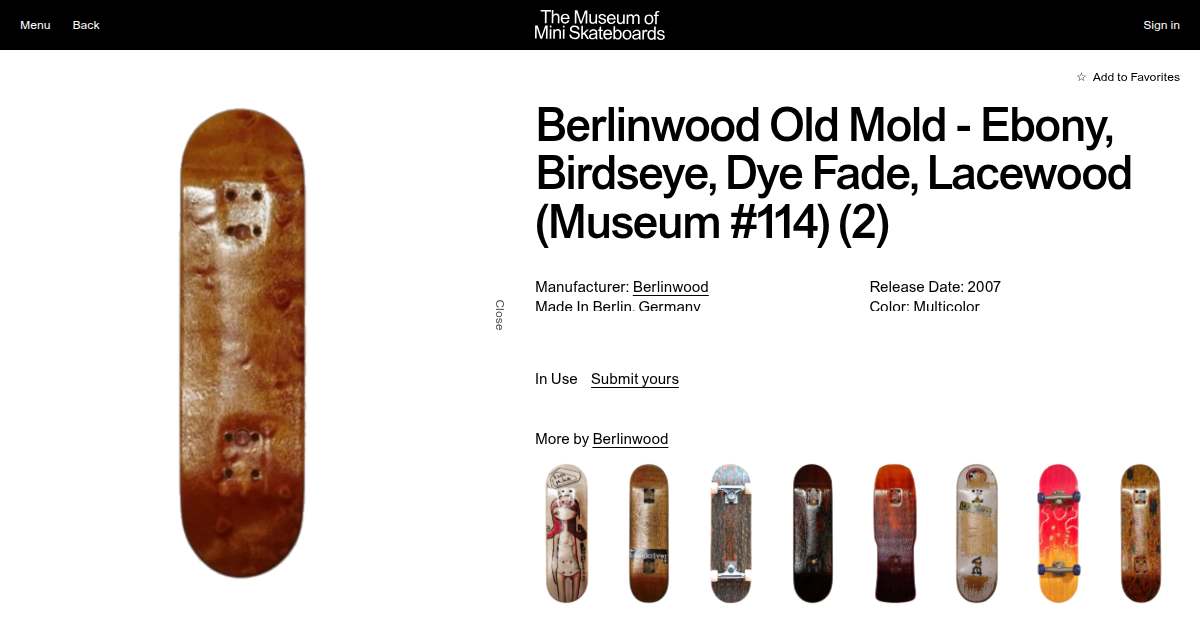 Menu
Back
The Museum of
Mini Skateboards
Sign in
☆ Add to Favorites
Berlinwood Old Mold - Ebony,
Birdseye, Dye Fade, Lacewood
(Museum #114) (2)
Manufacturer: Berlinwood
Release Date: 2007
Made In Berlin, Germany
Color: Multicolor
Close
In Use
Submit yours
More by Berlinwood